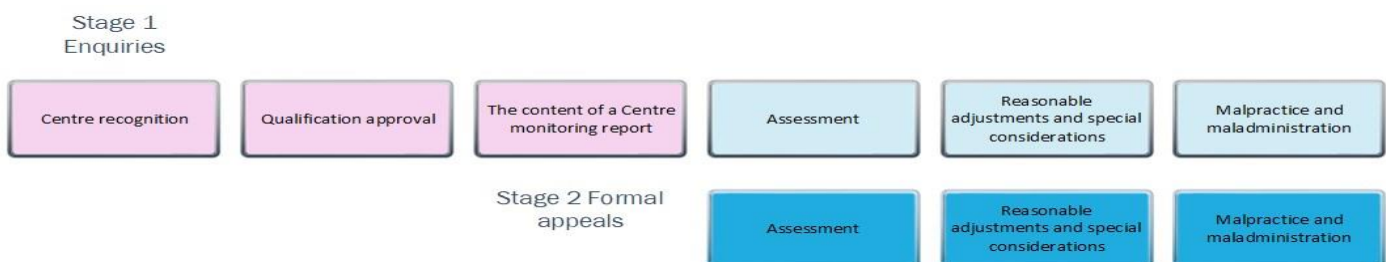 Stage 1
Enquiries
Centre recognition
Qualification approval
The content of a Centre
monitoring report
Assessment
Reasonable
adjustments and special
considerations
Malpractice and
maladministration
Stage 2 Formal
appeals
Assessment
Reasonable
adjustments and special
considerations
Malpractice and
maladministration